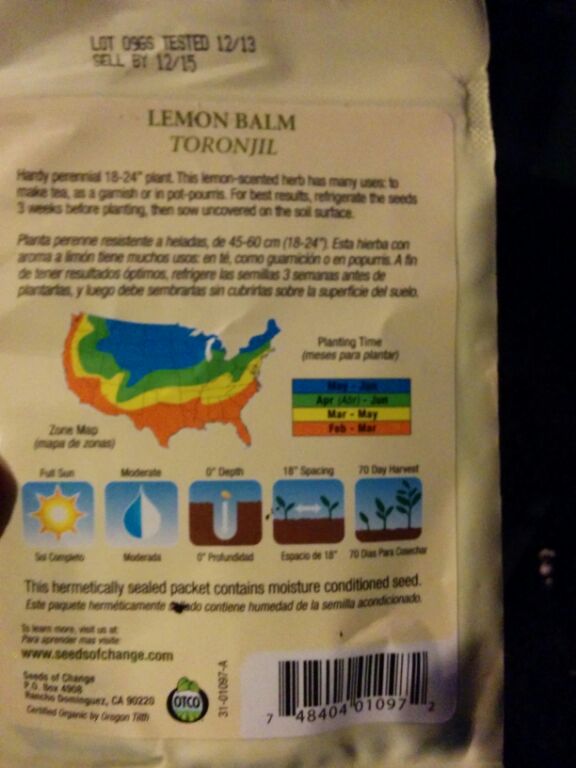 LOT 096S TESTED 12/13
SELL BY 12/15
LEMON BALM
TORONJIL
Hardy perennial 18-24" plant. This lemon-scented herb has many uses: to
make tea, as a garnish or in pot-pourris. For best results, refrigerate the seeds
3 weeks before planting, then sow uncovered on the soil surface.
Planta perenne resistente a heladas, de 45-60 cm (18-24"). Esta hierba con
aroma a limón tiene muchos usos: en té, como guarnición o en popurris. A fin
de tener resultados óptimos, refrigere las semillas 3 semanas antes de
plantarlas, y luego debe sembrarlas sin cubrirlas sobre la superficie del suelo.
Planting Time
(meses para plantar)
May - Jun
Apr (Abr) - Jun
Mar - May
Feb - Mar
Zone Map
(mapa de zonas)
Full Sun Moderate 0" Depth 18" Spacing 70 Day Harvest
Sol Completo Moderada 0" Profundidad Espacio de 18" 70 Dias Para Cosechar
This hermetically sealed packet contains moisture conditioned seed.
Este paquete herméticamente sellado contiene humedad de la semilla acondicionado.
To learn more, visit us at:
Para aprender mas visite:
www.seedsofchange.com
Seeds of Change
P.O. Box 4908
Rancho Dominguez, CA 90220
Certified Organic by Oregon Tilth
OTCO
31-01097-A
7 48404 01097 2